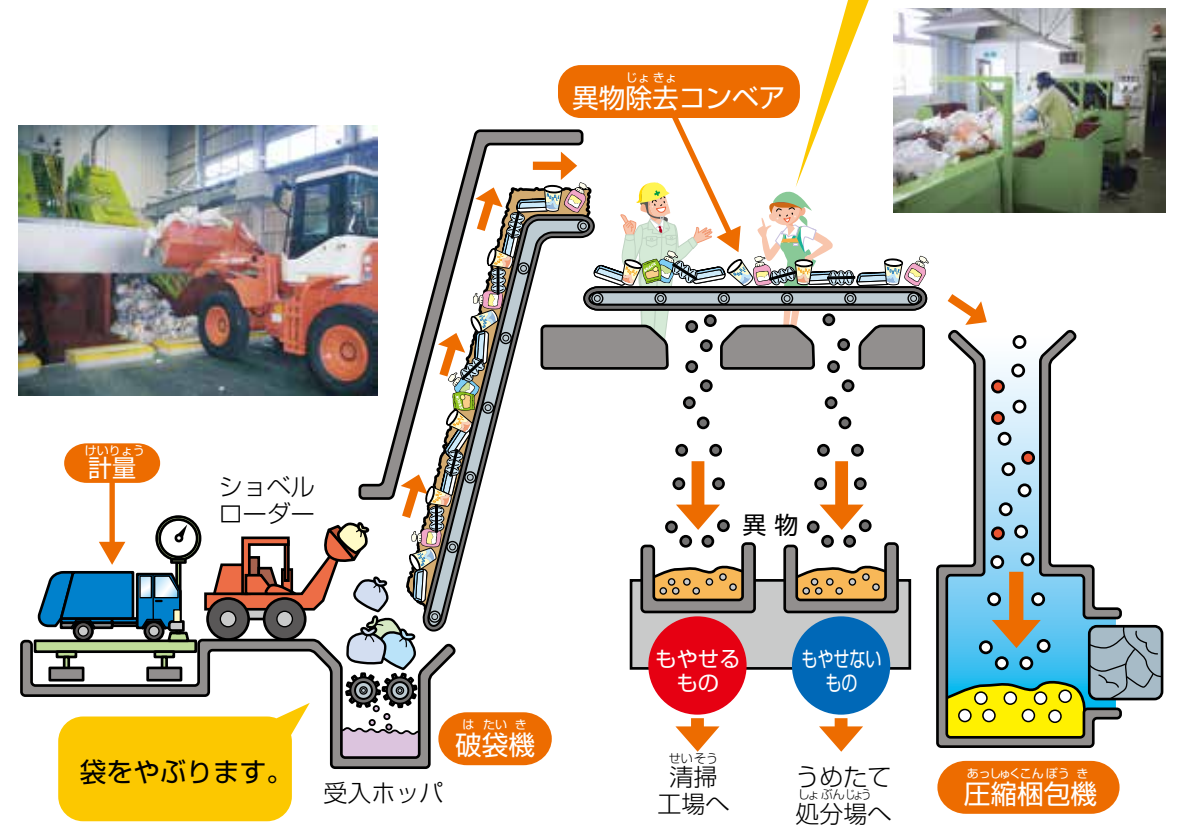 じょきょ
異物除去コンベア
けいりょう
計量
ショベル
ローダー
異物
もやせる
もの
もやせない
もの
は たい き
破袋機
袋をやぶります。
受入ホッパ
せいそう
清掃
工場へ
うめたて
しょぶんじょう
処分場へ
あっしゅくこんぽう き
圧縮梱包機